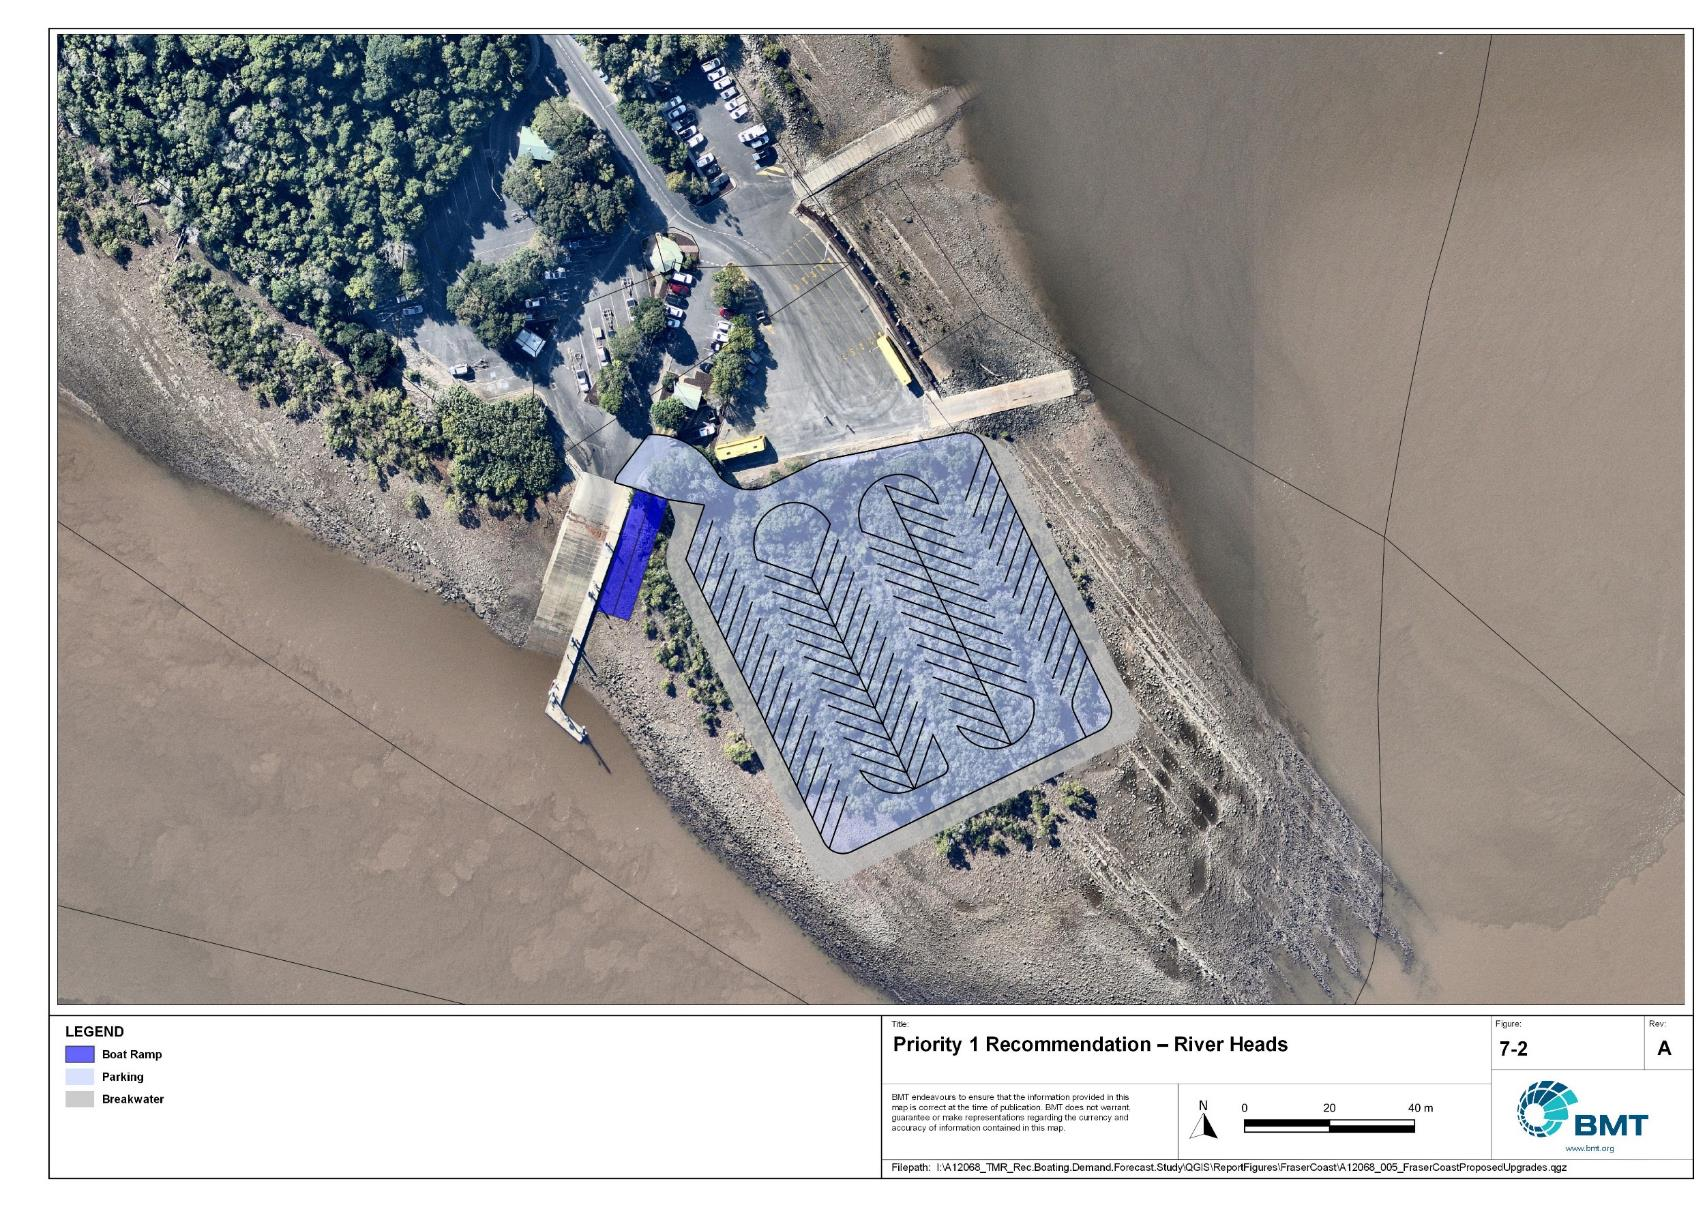 LEGEND
Boat Ramp
Parking
Breakwater
Title:
Priority 1 Recommendation – River Heads
Figure:
7-2
Rev:
A
BMT endeavours to ensure that the information provided in this
map is correct at the time of publication. BMT does not warrant,
guarantee or make representations regarding the currency and
accuracy of information contained in this map.
N
0 20 40 m
BMT
www.bmt.org
Filepath: I:\A12068_TMR_Rec.Boating.Demand.Forecast.Study\QGIS\ReportFigures\FraserCoast\A12068_005_FraserCoastProposedUpgrades.qgz